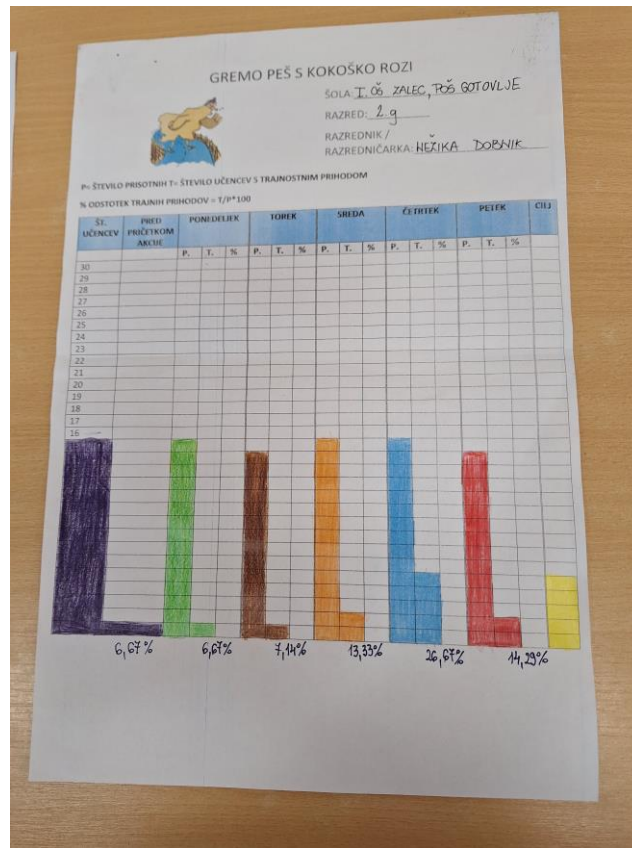 GREMO PEŠ S KOKOŠKO ROZI
ŠOLA: I. OŠ ŽALEC, POŠ GOTOVLJE
RAZRED: 2. g
RAZREDNIK /
RAZREDNIČARKA: NEŽIKA DOBNIK
P= ŠTEVILO PRISOTNIH T= ŠTEVILO UČENCEV S TRAJNOSTNIM PRIHODOM
% ODSTOTEK TRAJNIH PRIHODOV = T/P*100
ŠT. UČENCEV PRED PRIČETKOM AKCIJE PONEDELJEK TOREK SREDA ČETRTEK PETEK CILJ
P. T. % P. T. % P. T. % P. T. % P. T. %
30
29
28
27
26
25
24
23
22
21
20
19
18
17
16
6,67% 6,67% 7,14% 13,33% 26,67% 14,29%